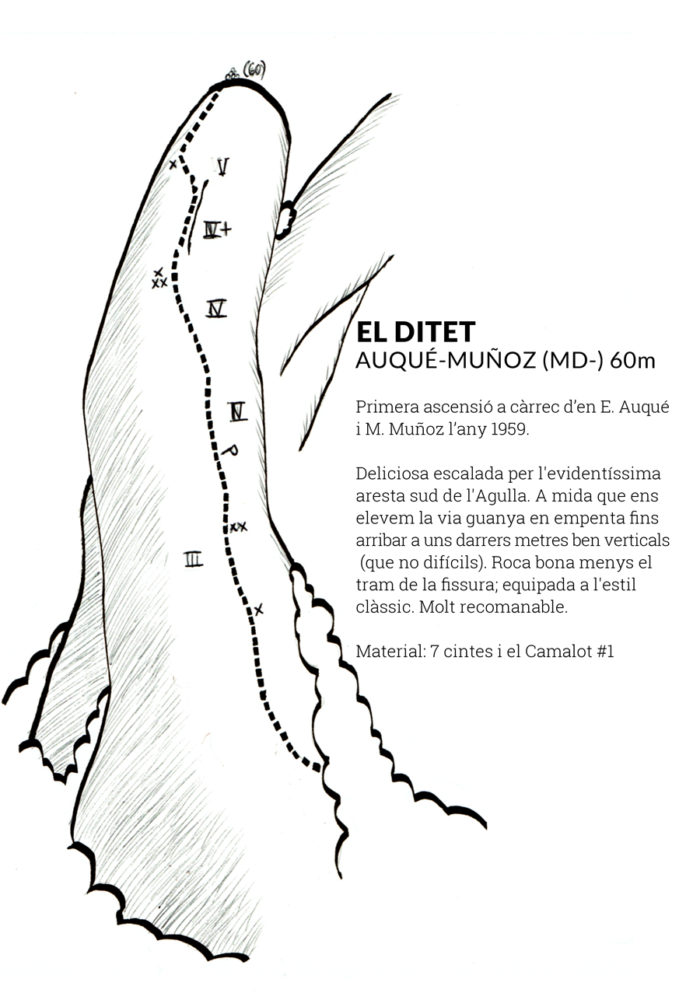 (60)
V
IV+
IV
IV
P
III
EL DITET
AUQUÉ-MUÑOZ (MD-) 60m
Primera ascensió a càrrec d'en E. Auqué
i M. Muñoz l'any 1959.
Deliciosa escalada per l'evidentíssima
aresta sud de l'Agulla. A mida que ens
elevem la via guanya en empenta fins
arribar a uns darrers metres ben verticals
(que no difícils). Roca bona menys el
tram de la fissura; equipada a l'estil
clàssic. Molt recomanable.
Material: 7 cintes i el Camalot #1